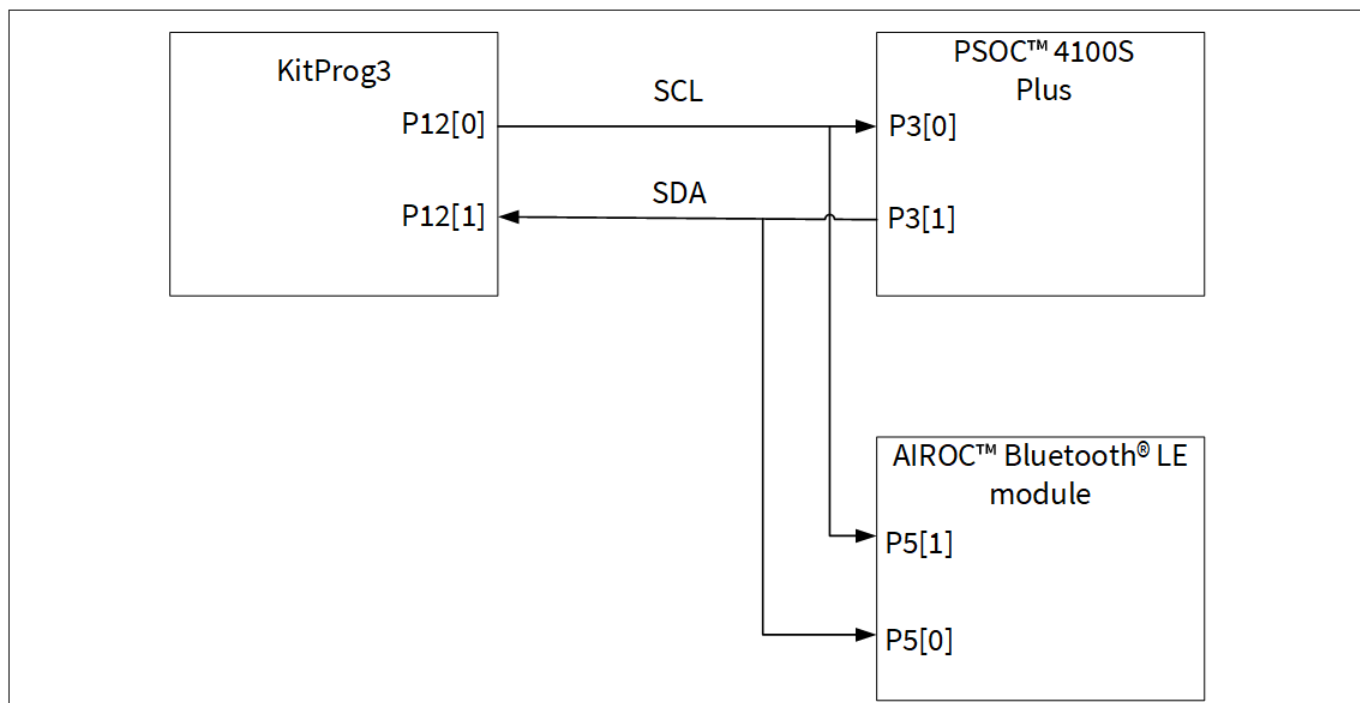 KitProg3
P12[0]
P12[1]
SCL
SDA
PSOC™ 4100S
Plus
P3[0]
P3[1]
AIROC™ Bluetooth® LE
module
P5[1]
P5[0]